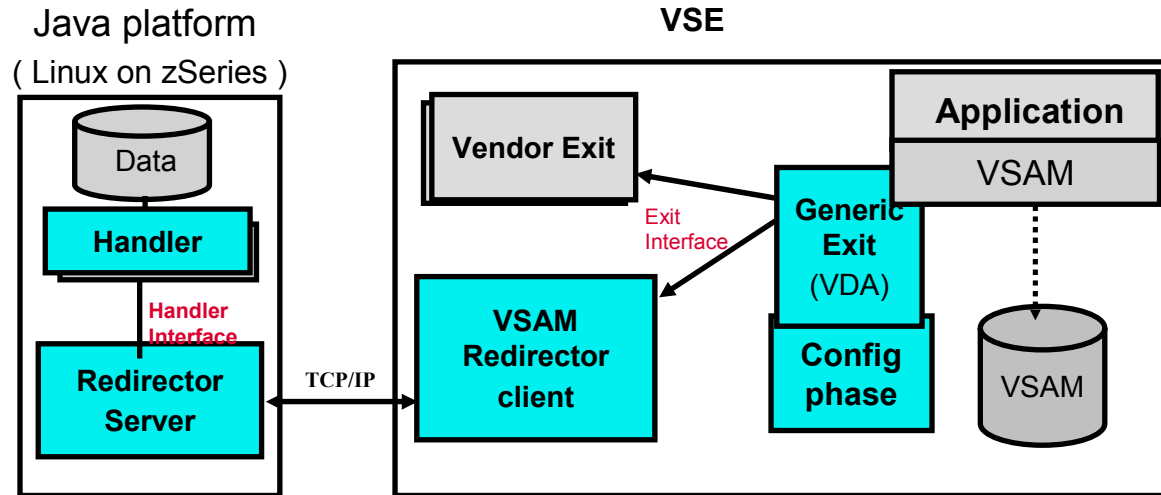 Java platform
( Linux on zSeries )
Data
Handler
Handler
Interface
Redirector
Server
TCP/IP
VSE
Vendor Exit
Exit
Interface
VSAM
Redirector
client
Generic
Exit
(VDA)
Config
phase
Application
VSAM
VSAM